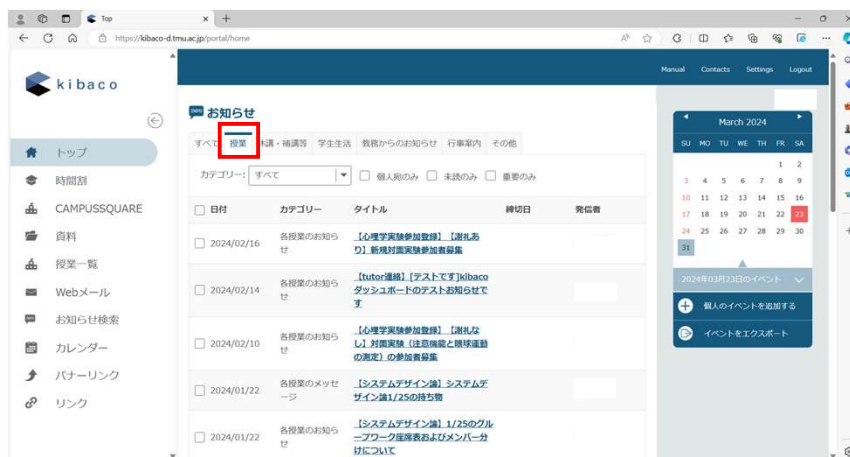 Top
https://kibaco-d.tmu.ac.jp/portal/home
Manual Contacts Settings Logout
kibaco
トップ
時間割
CAMPUSSQUARE
資料
授業一覧
Webメール
お知らせ検索
カレンダー
バナーリンク
リンク
お知らせ
すべて 授業 休講・補講等 学生生活 教務からのお知らせ 行事案内 その他
カテゴリー: すべて 個人宛のみ 未読のみ 重要のみ
日付 カテゴリー タイトル 締切日 発信者
2024/02/16 各授業のお知らせ 【心理学実験参加登録】【謝礼あ
り】新規対面実験参加者募集
2024/02/14 各授業のお知らせ 【tutor連絡】[テストです]kibaco
ダッシュボードのテストお知らせで
す
2024/02/10 各授業のお知らせ 【心理学実験参加登録】【謝礼な
し】対面実験（注意機能と眼球運動
の測定）の参加者募集
2024/01/22 各授業のメッセージ 【システムデザイン論】システムデ
ザイン論1/25の持ち物
2024/01/22 各授業のお知らせ 【システムデザイン論】1/25のグル
ープワーク座席表およびメンバー分
けについて
March 2024
SU MO TU WE TH FR SA
1 2
3 4 5 6 7 8 9
10 11 12 13 14 15 16
17 18 19 20 21 22 23
24 25 26 27 28 29 30
31
2024年03月23日のイベント
個人のイベントを追加する
イベントをエクスポート